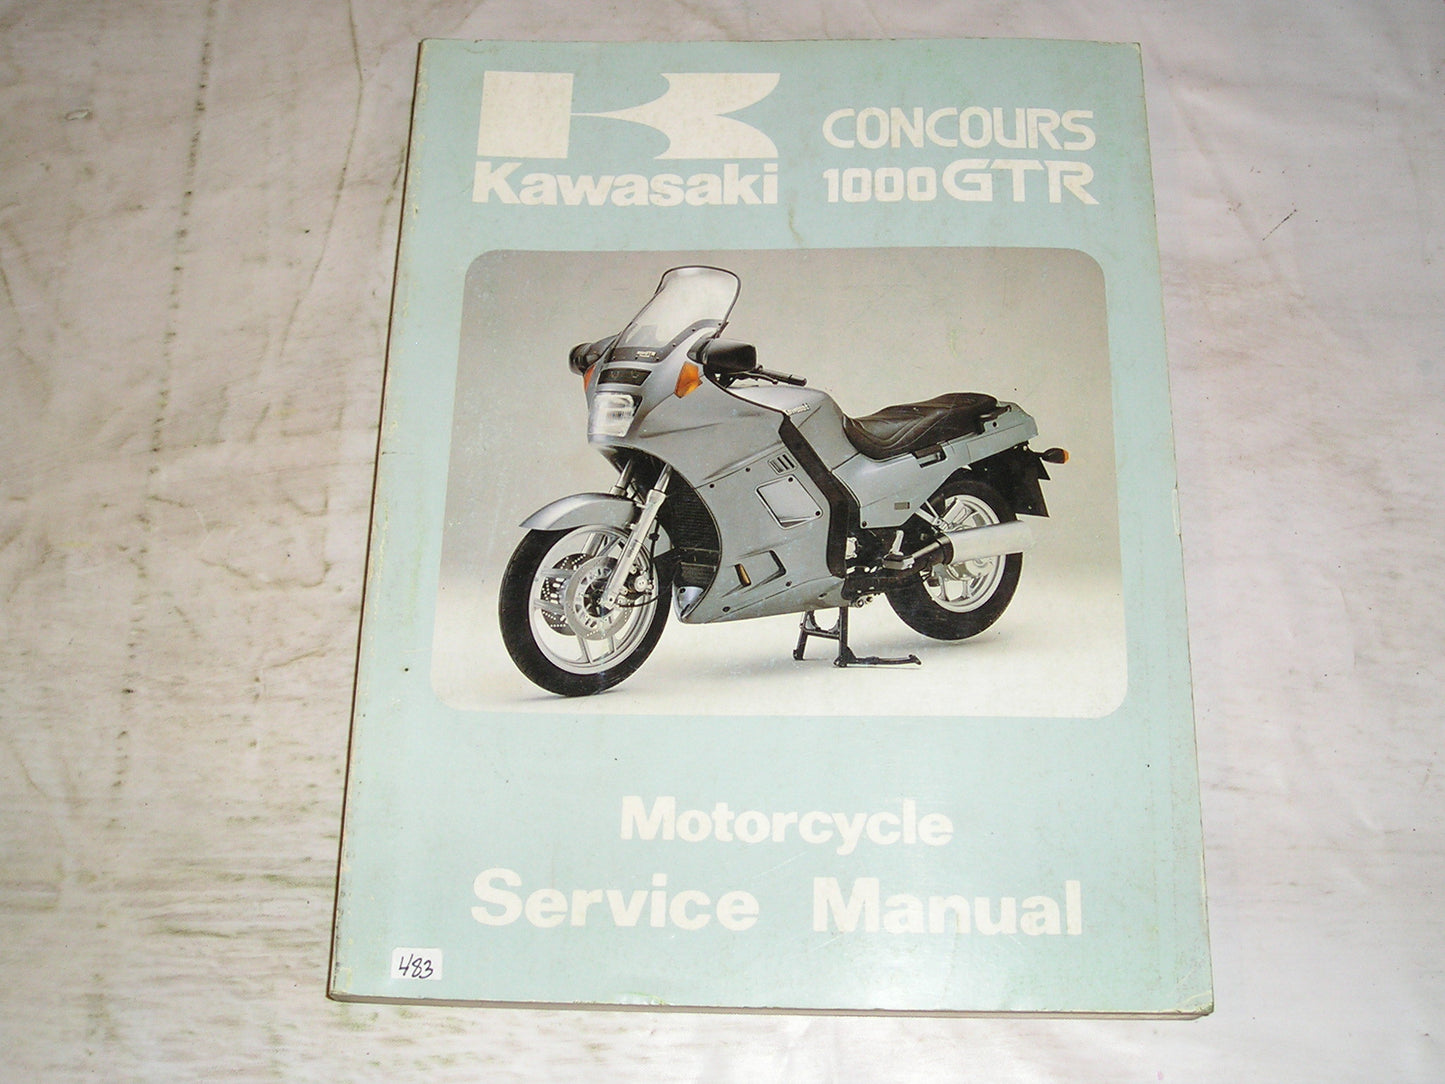 Kawasaki
CONCOURS
1000GTR
Motorcycle
Service Manual
483